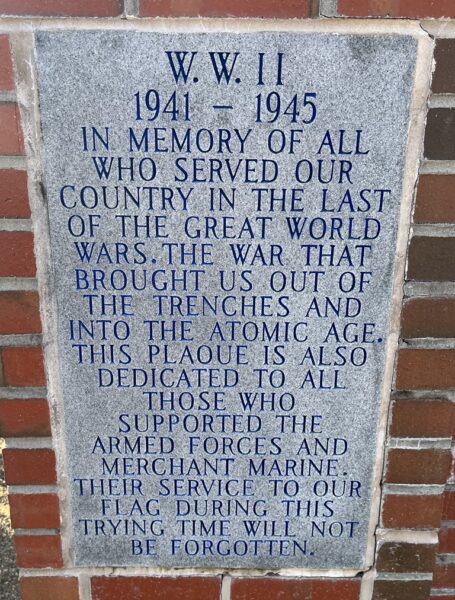 W. W. II
1941 – 1945
IN MEMORY OF ALL
WHO SERVED OUR
COUNTRY IN THE LAST
OF THE GREAT WORLD
WARS. THE WAR THAT
BROUGHT US OUT OF
THE TRENCHES AND
INTO THE ATOMIC AGE.
THIS PLAQUE IS ALSO
DEDICATED TO ALL
THOSE WHO
SUPPORTED THE
ARMED FORCES AND
MERCHANT MARINE.
THEIR SERVICE TO OUR
FLAG DURING THIS
TRYING TIME WILL NOT
BE FORGOTTEN.